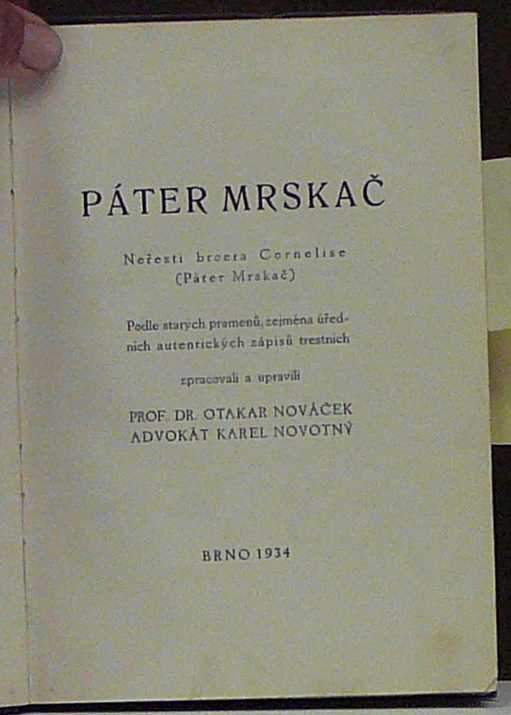 PÁTER MRSKAČ
Neřesti broera Cornelise
(Páter Mrskač)
Podle starých pramenů, zejména úřed-
ních autentických zápisů trestních
zpracovali a upravili
PROF. DR. OTAKAR NOVÁČEK
ADVOKÁT KAREL NOVOTNÝ
BRNO 1934